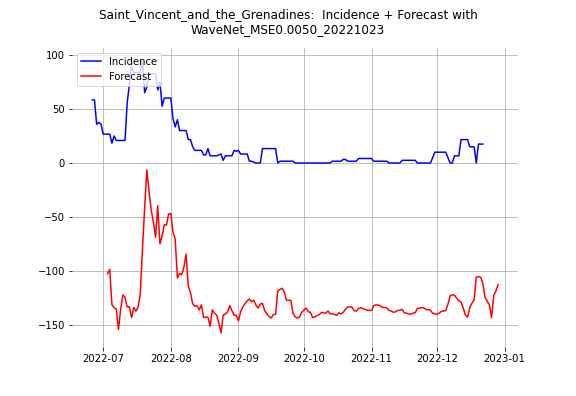 Saint_Vincent_and_the_Grenadines:  Incidence + Forecast with
WaveNet_MSE0.0050_20221023
Incidence
Forecast
100
50
0
−50
−100
−150
2022-07 2022-08 2022-09 2022-10 2022-11 2022-12 2023-01